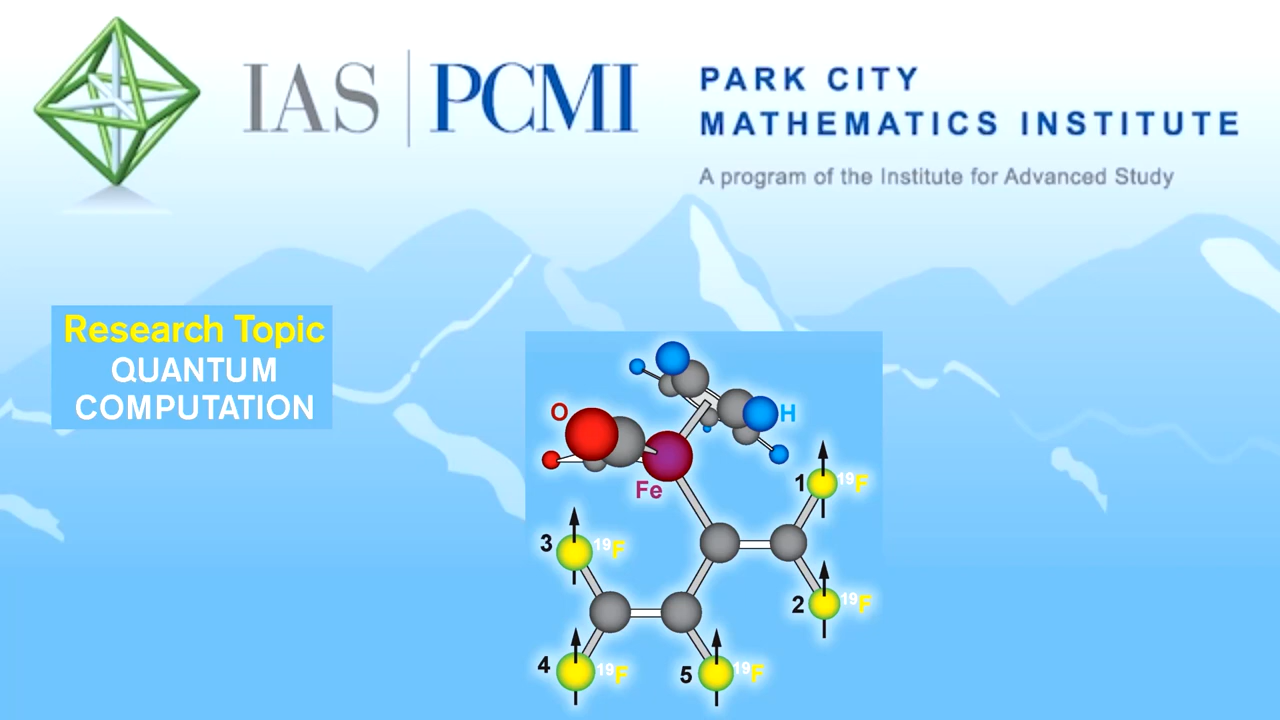 IAS | PCMI
PARK CITY
MATHEMATICS INSTITUTE
A program of the Institute for Advanced Study
Research Topic
QUANTUM
COMPUTATION
O
H
Fe
1
19F
3
19F
2
19F
4
19F
5
19F